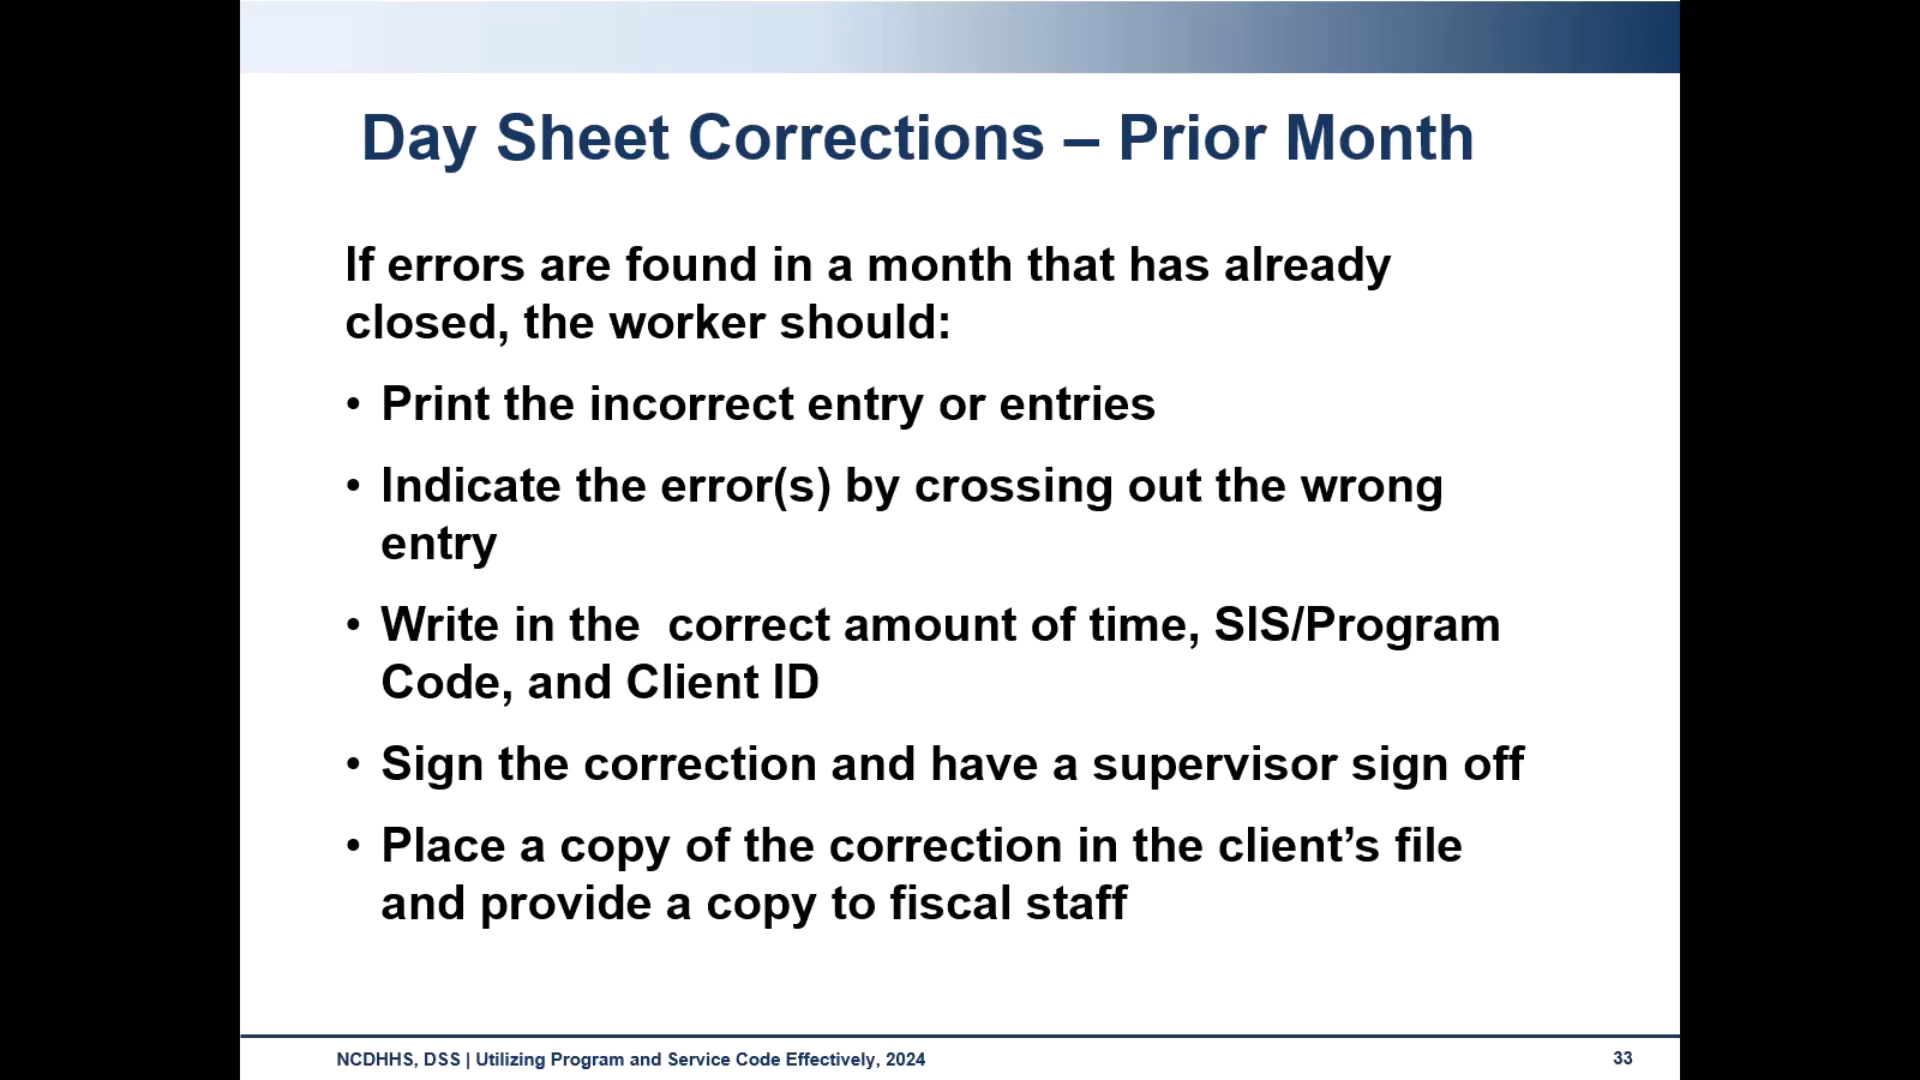 Day Sheet Corrections – Prior Month
If errors are found in a month that has already
closed, the worker should:
• Print the incorrect entry or entries
• Indicate the error(s) by crossing out the wrong
entry
• Write in the  correct amount of time, SIS/Program
Code, and Client ID
• Sign the correction and have a supervisor sign off
• Place a copy of the correction in the client’s file
and provide a copy to fiscal staff
NCDHHS, DSS | Utilizing Program and Service Code Effectively, 2024
33